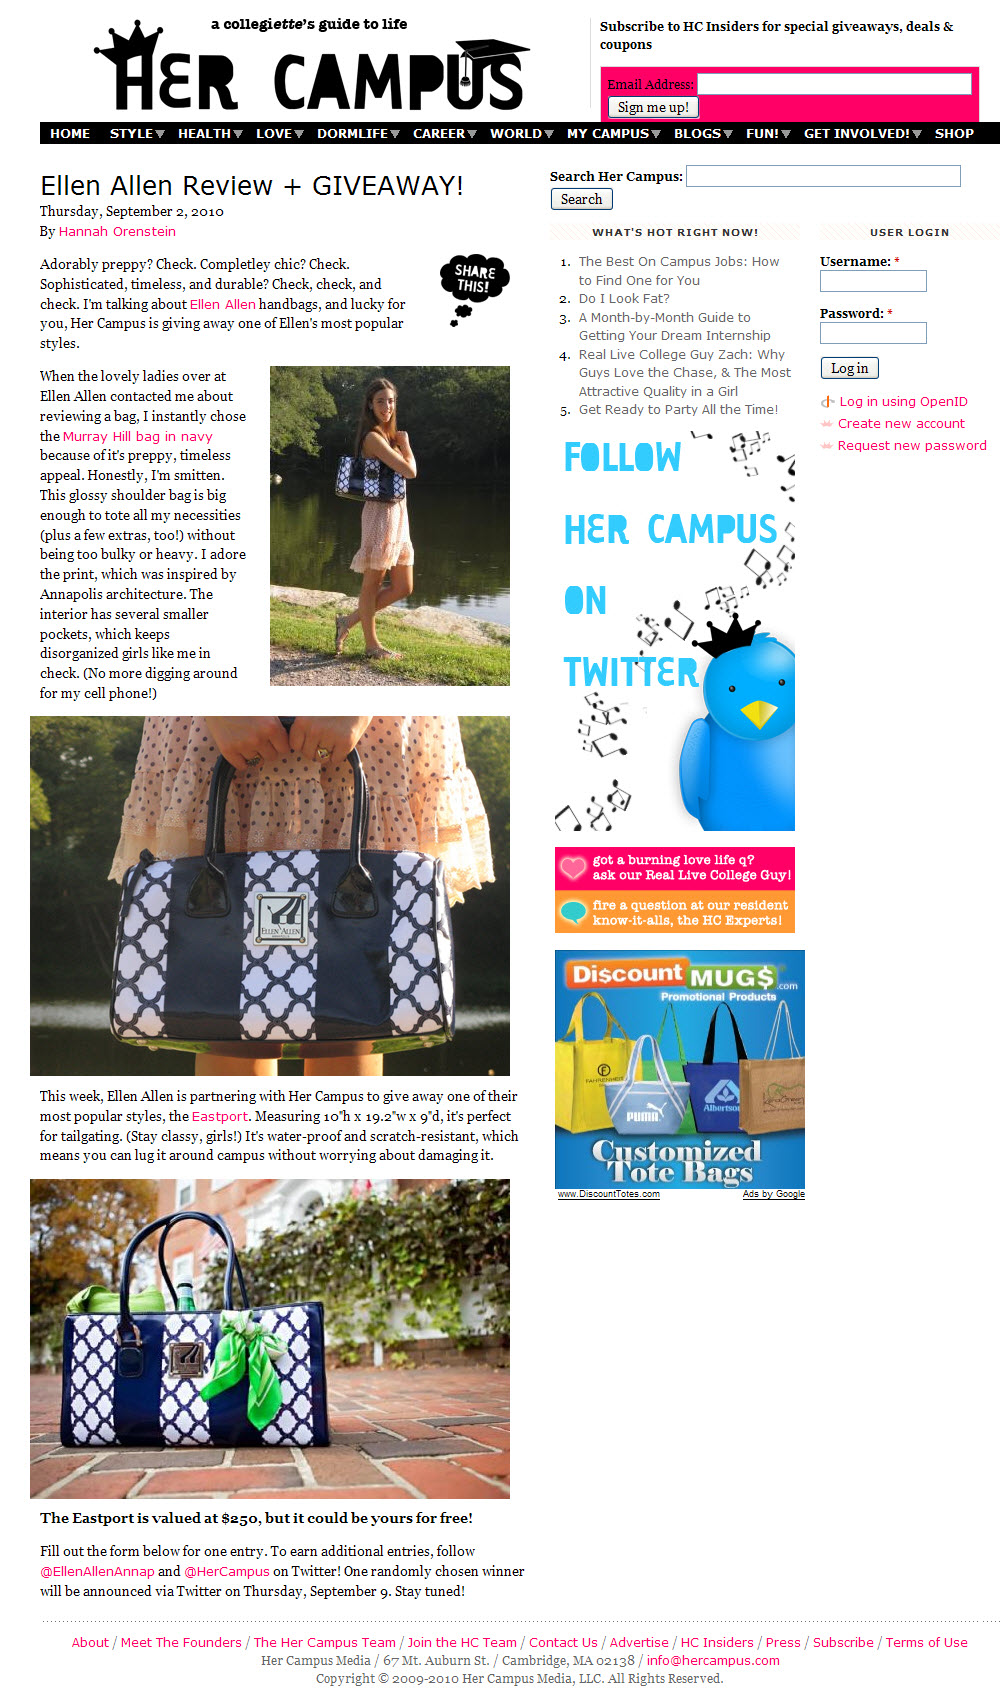 a collegiette's guide to life
HER CAMPUS
Subscribe to HC Insiders for special giveaways, deals &
coupons
Email Address:
Sign me up!
HOME STYLE HEALTH LOVE DORMLIFE CAREER WORLD MY CAMPUS BLOGS FUN! GET INVOLVED! SHOP
Ellen Allen Review + GIVEAWAY!
Thursday, September 2, 2010
By Hannah Orenstein
SHARE
THIS!
Adorably preppy? Check. Completley chic? Check.
Sophisticated, timeless, and durable? Check, check, and
check. I'm talking about Ellen Allen handbags, and lucky for
you, Her Campus is giving away one of Ellen's most popular
styles.
When the lovely ladies over at
Ellen Allen contacted me about
reviewing a bag, I instantly chose
the Murray Hill bag in navy
because of it's preppy, timeless
appeal. Honestly, I'm smitten.
This glossy shoulder bag is big
enough to tote all my necessities
(plus a few extras, too!) without
being too bulky or heavy. I adore
the print, which was inspired by
Annapolis architecture. The
interior has several smaller
pockets, which keeps
disorganized girls like me in
check. (No more digging around
for my cell phone!)
ELLEN ALLEN
This week, Ellen Allen is partnering with Her Campus to give away one of their
most popular styles, the Eastport. Measuring 10"h x 19.2"w x 9"d, it's perfect
for tailgating. (Stay classy, girls!) It's water-proof and scratch-resistant, which
means you can lug it around campus without worrying about damaging it.
The Eastport is valued at $250, but it could be yours for free!
Fill out the form below for one entry. To earn additional entries, follow
@EllenAllenAnnap and @HerCampus on Twitter! One randomly chosen winner
will be announced via Twitter on Thursday, September 9. Stay tuned!
Search Her Campus:
Search
WHAT'S HOT RIGHT NOW!
1. The Best On Campus Jobs: How
to Find One for You
2. Do I Look Fat?
3. A Month-by-Month Guide to
Getting Your Dream Internship
4. Real Live College Guy Zach: Why
Guys Love the Chase, & The Most
Attractive Quality in a Girl
5. Get Ready to Party All the Time!
FOLLOW
HER CAMPUS
ON
TWITTER
got a burning love life q?
ask our Real Live College Guy!
fire a question at our resident
know-it-alls, the HC Experts!
Discount MUG$.com
Promotional Products
FAHRENHEIT
PUMA
Albertson
Customized
Tote Bags
www.DiscountTotes.com Ads by Google
USER LOGIN
Username: *
Password: *
Log in
Log in using OpenID
Create new account
Request new password
About / Meet The Founders / The Her Campus Team / Join the HC Team / Contact Us / Advertise / HC Insiders / Press / Subscribe / Terms of Use
Her Campus Media / 67 Mt. Auburn St. / Cambridge, MA 02138 / info@hercampus.com
Copyright © 2009-2010 Her Campus Media, LLC. All Rights Reserved.